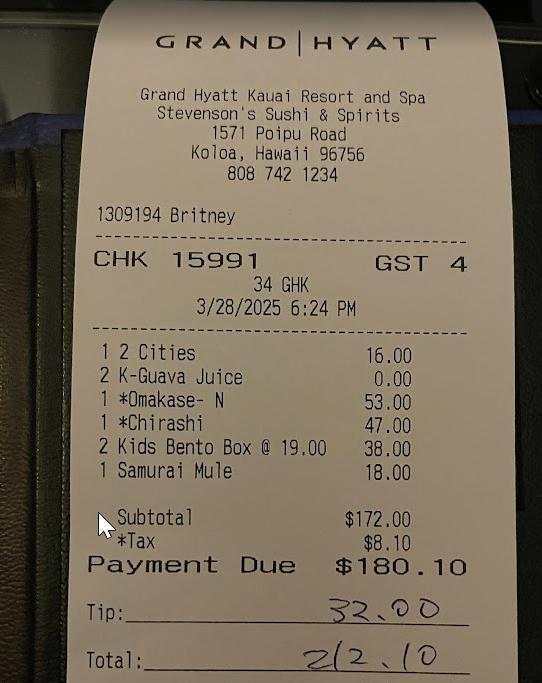 GRAND|HYATT
Grand Hyatt Kauai Resort and Spa
Stevenson's Sushi & Spirits
1571 Poipu Road
Koloa, Hawaii 96756
808 742 1234
1309194 Britney
CHK 15991 GST 4
34 GHK
3/28/2025 6:24 PM
1 2 Cities 16.00
2 K-Guava Juice 0.00
1 *Omakase- N 53.00
1 *Chirashi 47.00
2 Kids Bento Box @ 19.00 38.00
1 Samurai Mule 18.00
Subtotal $172.00
*Tax $8.10
Payment Due $180.10
Tip: 32.00
Total: 212.10